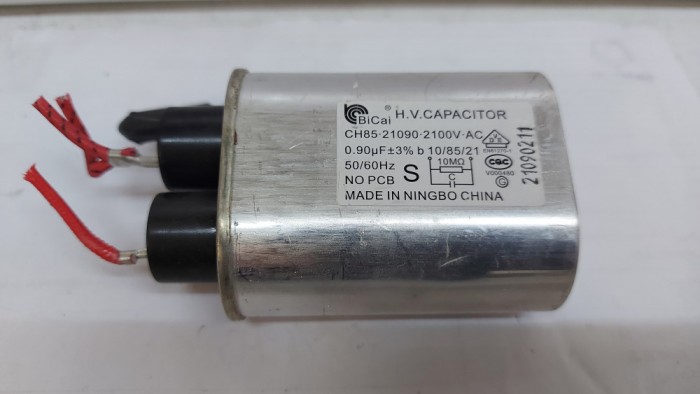 BiCai® H.V.CAPACITOR
CH85-21090-2100V·AC
0.90µF±3% b 10/85/21
50/60Hz S 10MΩ
C
NO PCB
MADE IN NINGBO CHINA
CQC
21090211